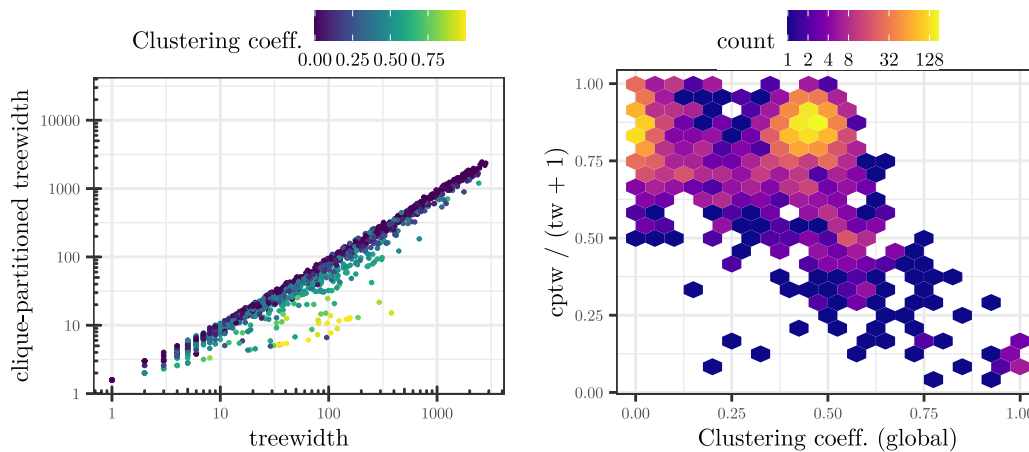 Clustering coeff.
0.00 0.25 0.50 0.75
clique-partitioned treewidth
10000
1000
100
10
1
1
10
100
1000
treewidth
count
1 2 4 8 32 128
cptw / (tw + 1)
1.00
0.75
0.50
0.25
0.00
0.00
0.25
0.50
0.75
1.00
Clustering coeff. (global)